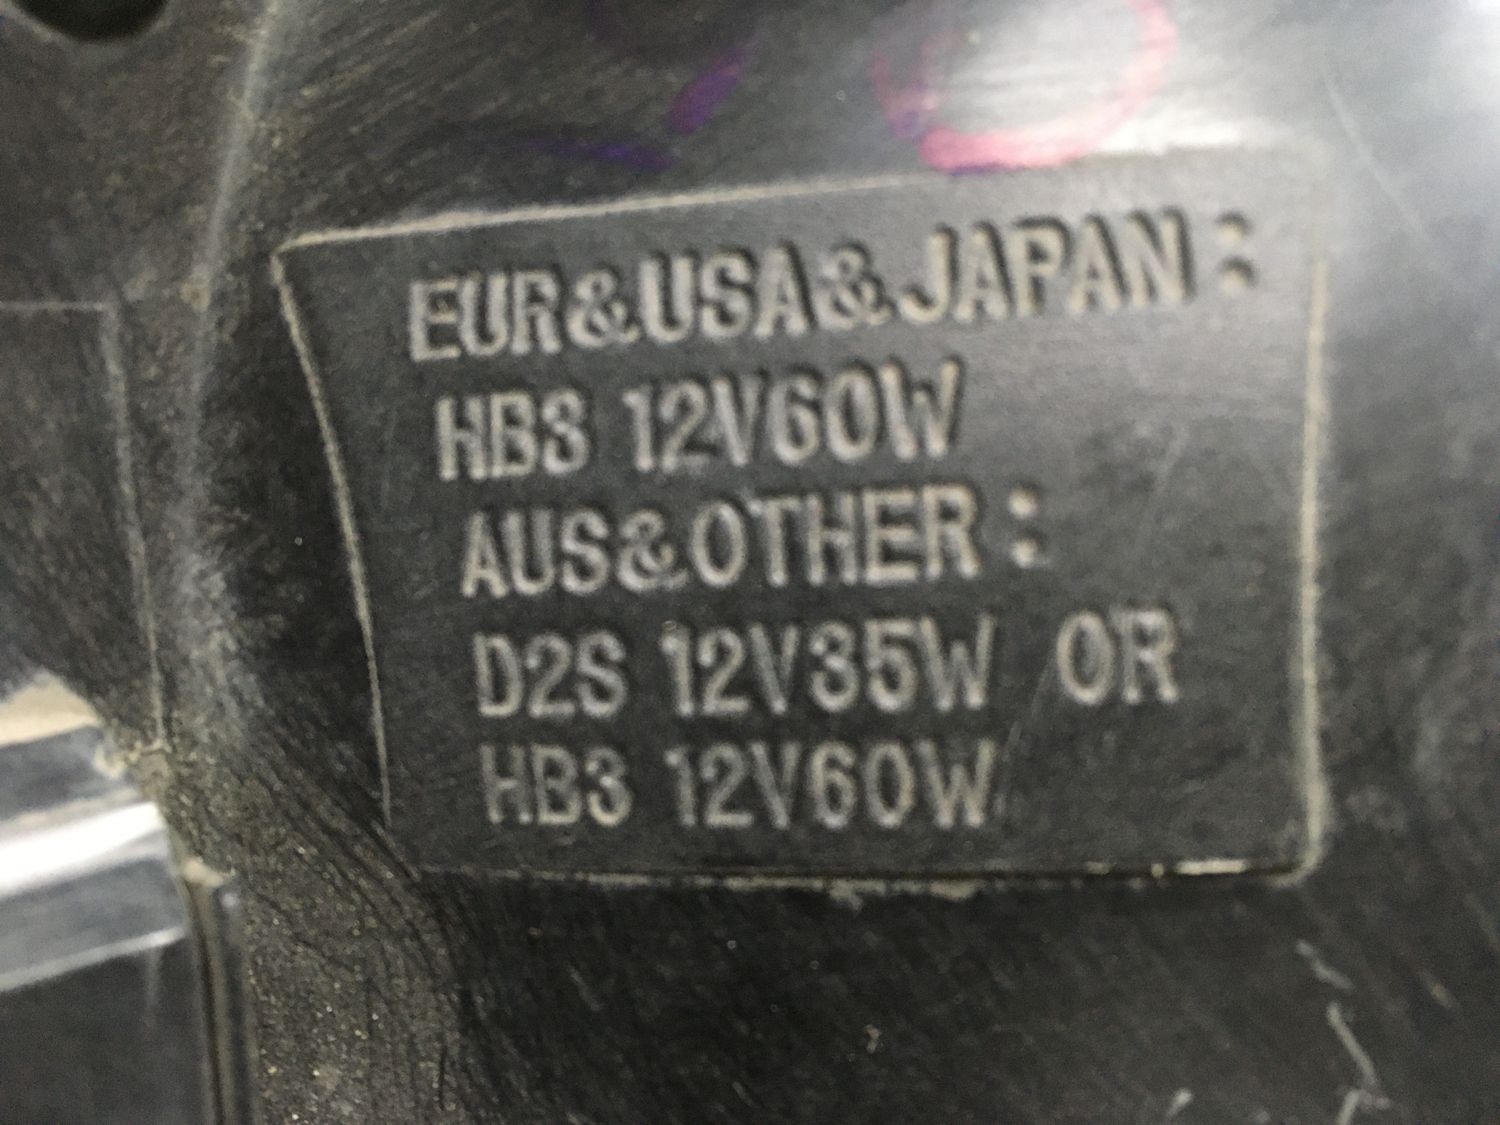 EUR&USA&JAPAN:
HB3 12V60W
AUS&OTHER:
D2S 12V35W OR
HB3 12V60W